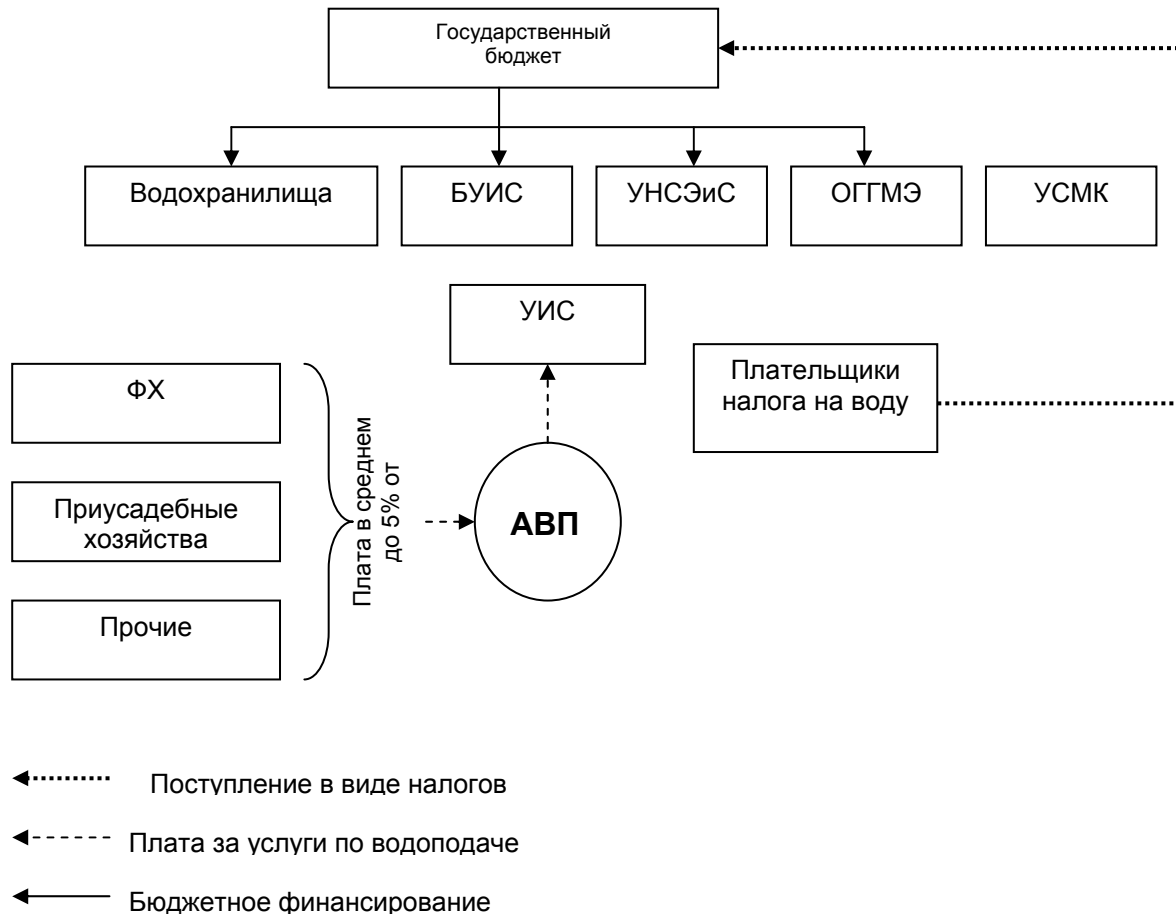 Государственный
бюджет
Водохранилища
БУИС
УНСЭиС
ОГГМЭ
УСМК
УИС
Плательщики
налога на воду
ФХ
Приусадебные
хозяйства
Прочие
Плата в среднем
до 5% от
АВП
Поступление в виде налогов
Плата за услуги по водоподаче
Бюджетное финансирование